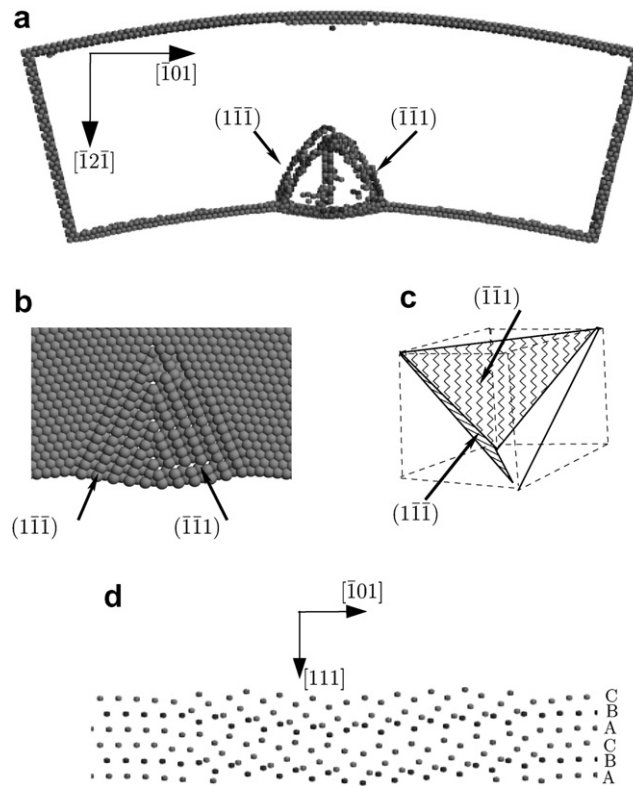 a
[1̄01]
(11̄1̄)
(1̄1̄1)
[1̄21̄]
b
c
(1̄1̄1)
(11̄1̄)
(1̄1̄1)
(11̄1̄)
d
[1̄01]
[111]
C
B
A
C
B
A